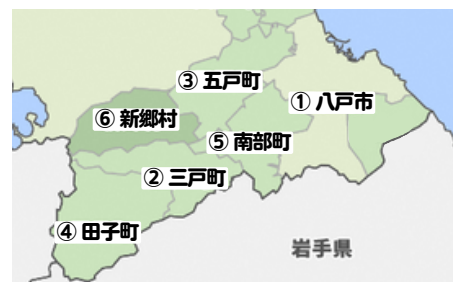 ③ 五戸町
① 八戸市
⑥ 新郷村
⑤ 南部町
② 三戸町
④ 田子町
岩手県